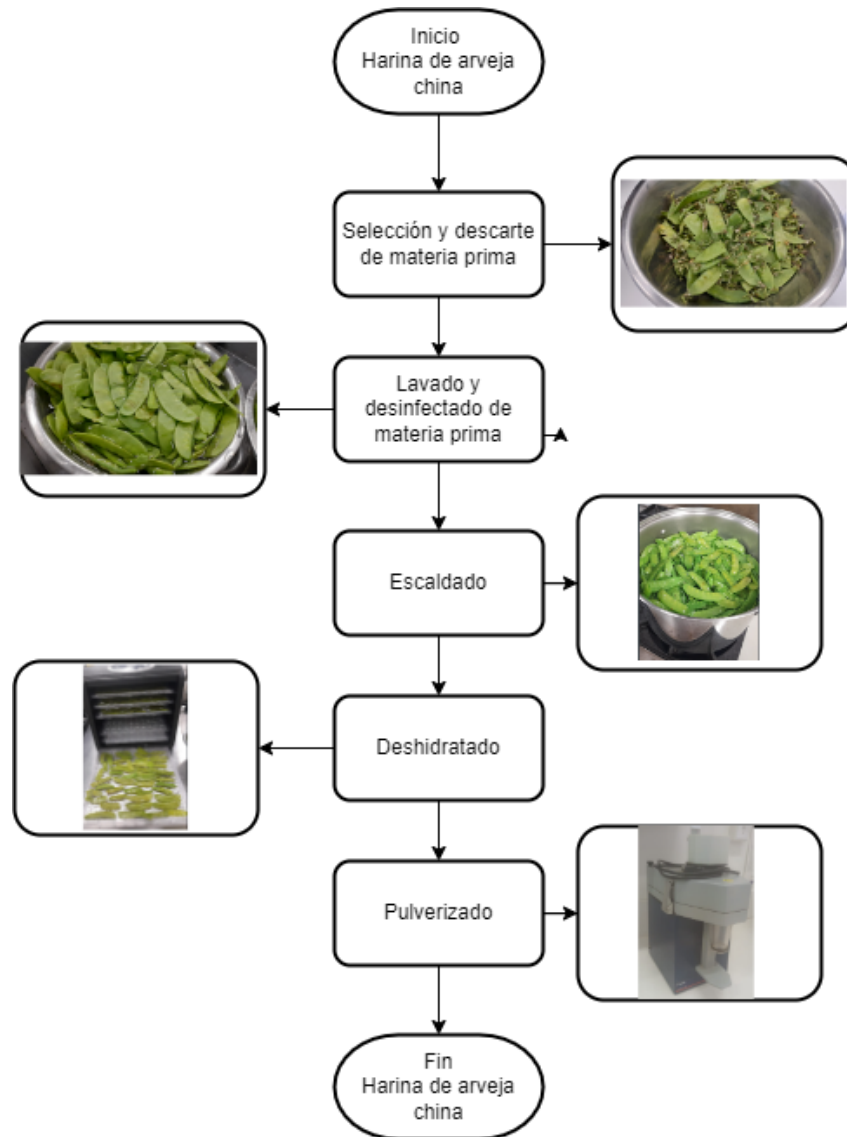 Inicio
Harina de arveja
china
Selección y descarte
de materia prima
Lavado y
desinfectado de
materia prima
Escaldado
Deshidratado
Pulverizado
Fin
Harina de arveja
china